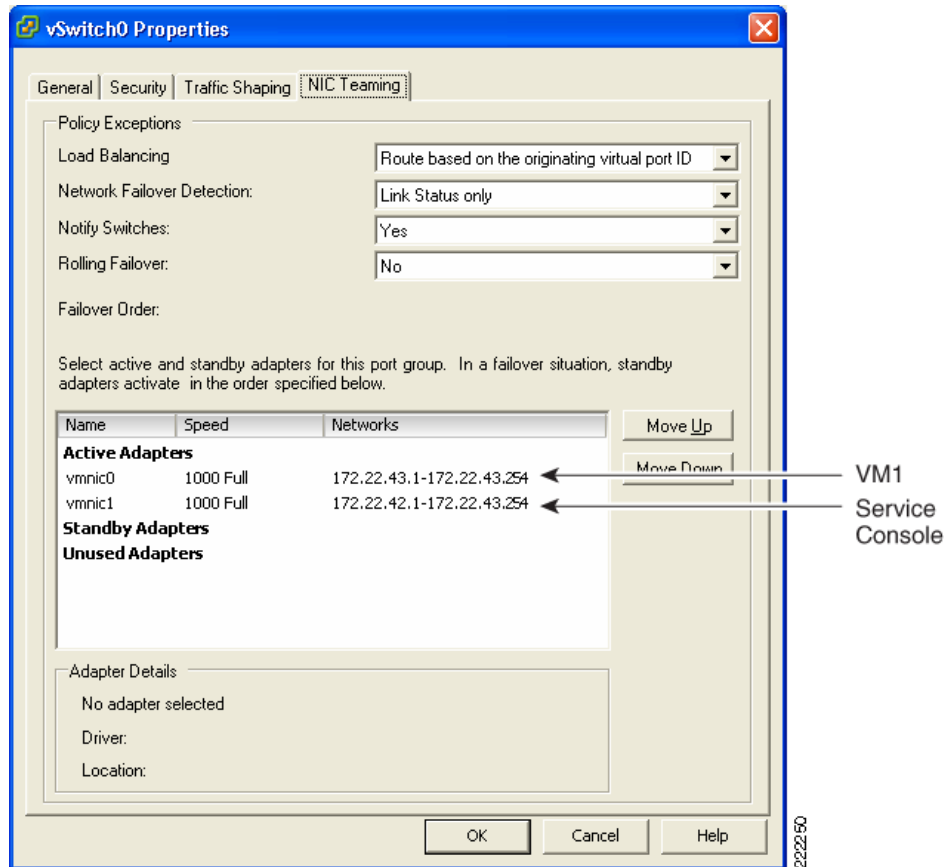 vSwitch0 Properties
General Security Traffic Shaping NIC Teaming
Policy Exceptions
Load Balancing Route based on the originating virtual port ID
Network Failover Detection: Link Status only
Notify Switches: Yes
Rolling Failover: No
Failover Order:
Select active and standby adapters for this port group. In a failover situation, standby
adapters activate in the order specified below.
Name Speed Networks Move Up
Active Adapters
Move Down
vmnic0 1000 Full 172.22.43.1-172.22.43.254 VM1
vmnic1 1000 Full 172.22.42.1-172.22.43.254 Service
Console
Standby Adapters
Unused Adapters
Adapter Details
No adapter selected
Driver:
Location:
OK Cancel Help
222250